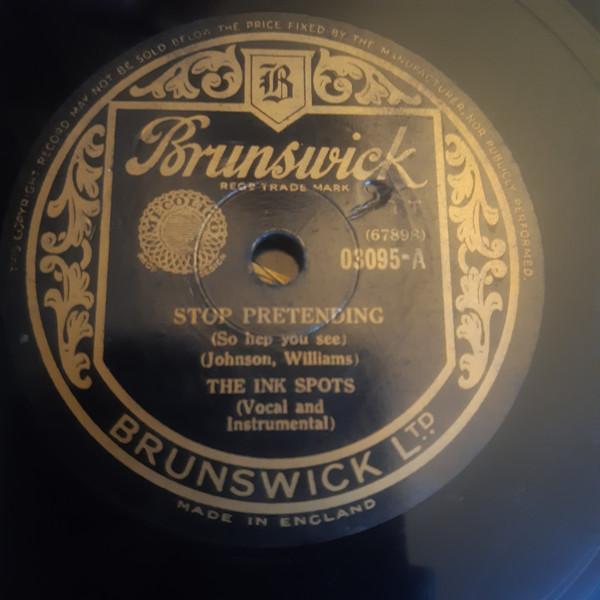 THIS COPYRIGHT RECORD MAY NOT BE SOLD BELOW THE PRICE FIXED BY THE MANUFACTURER, NOR PUBLICLY PERFORMED.
B
Brunswick
REGD TRADE MARK
MECOLICO
(67898)
03095-A
STOP PRETENDING
(So hep you see)
(Johnson, Williams)
THE INK SPOTS
(Vocal and
Instrumental)
BRUNSWICK LTD.
MADE IN ENGLAND